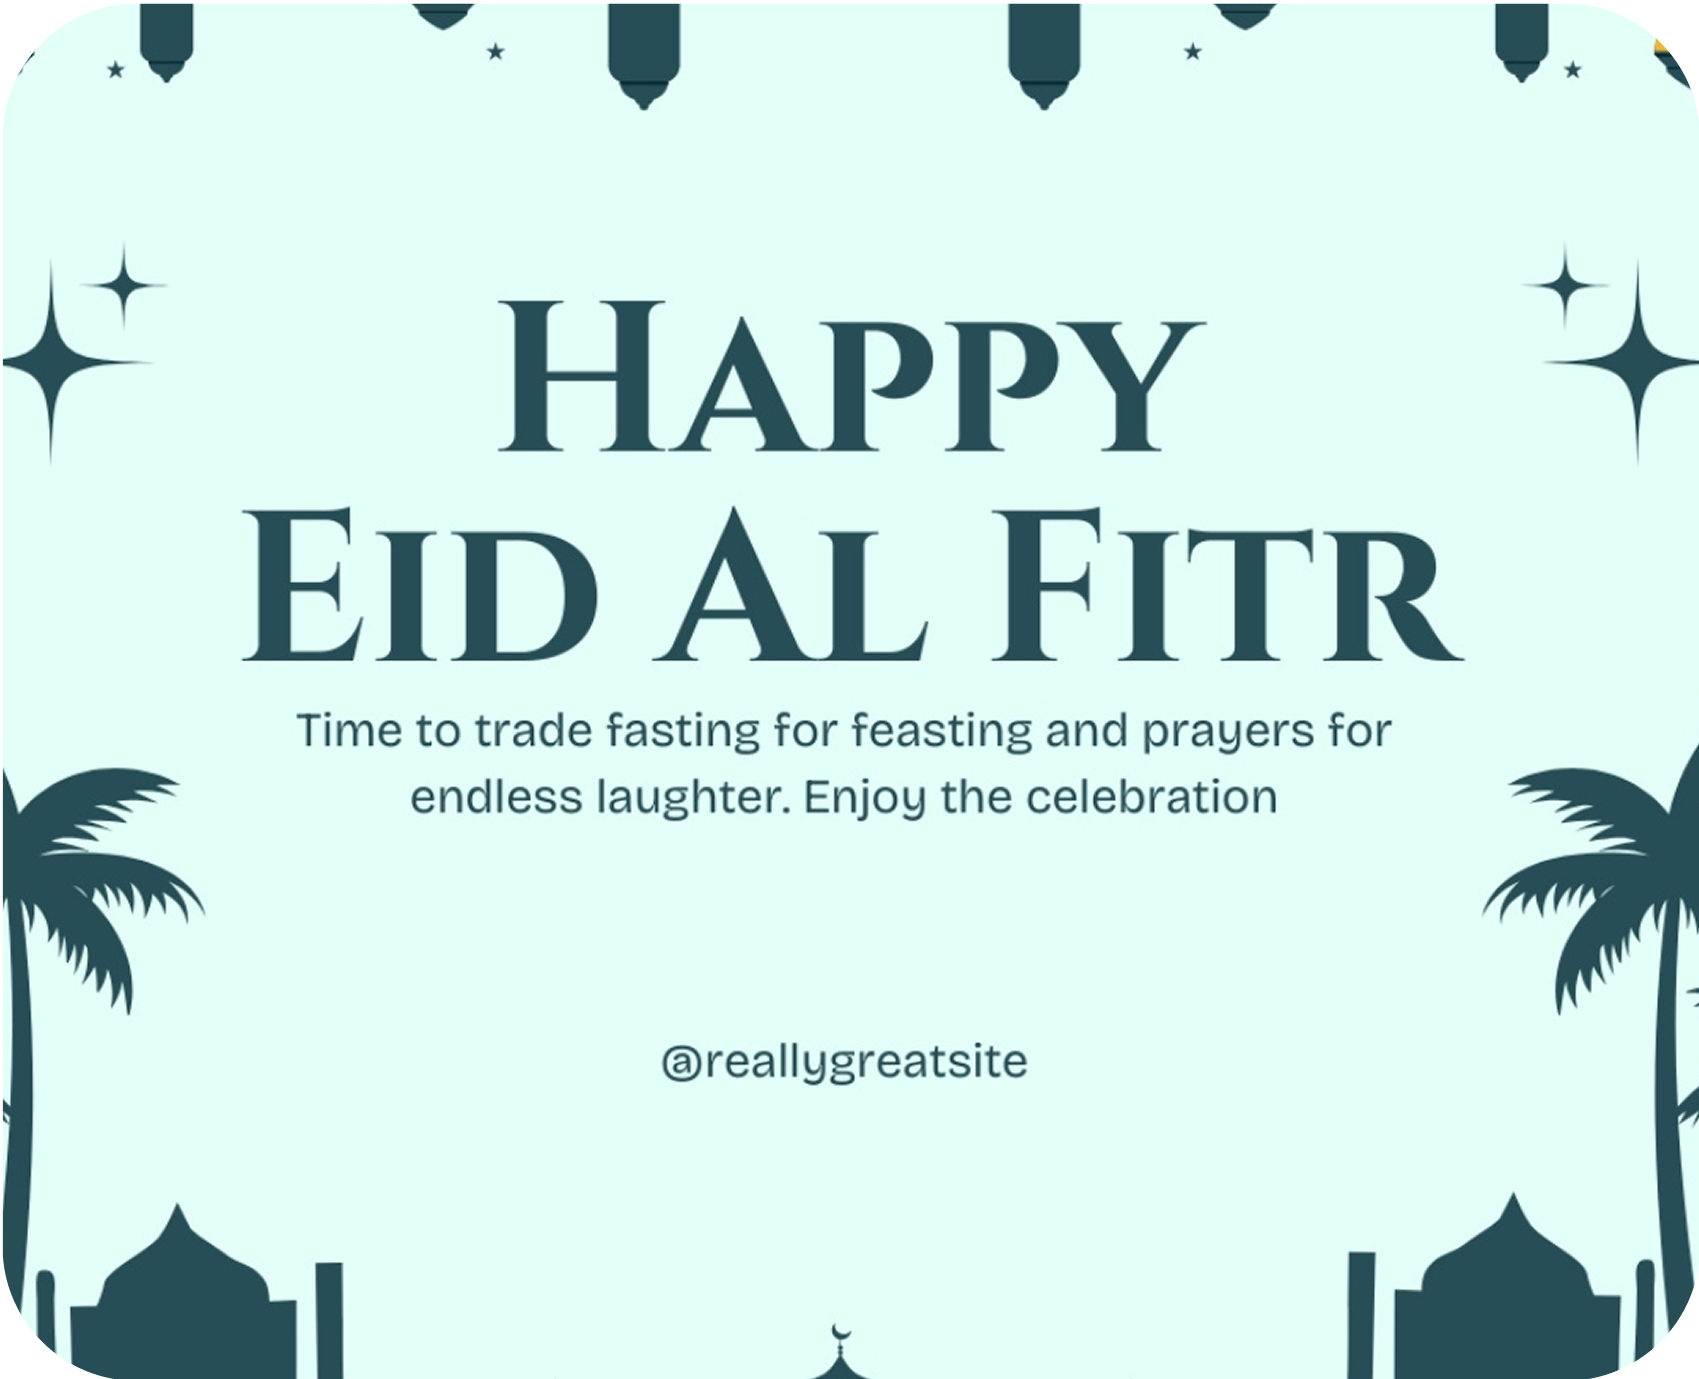 Happy
Eid Al Fitr
Time to trade fasting for feasting and prayers for
endless laughter. Enjoy the celebration
@reallygreatsite